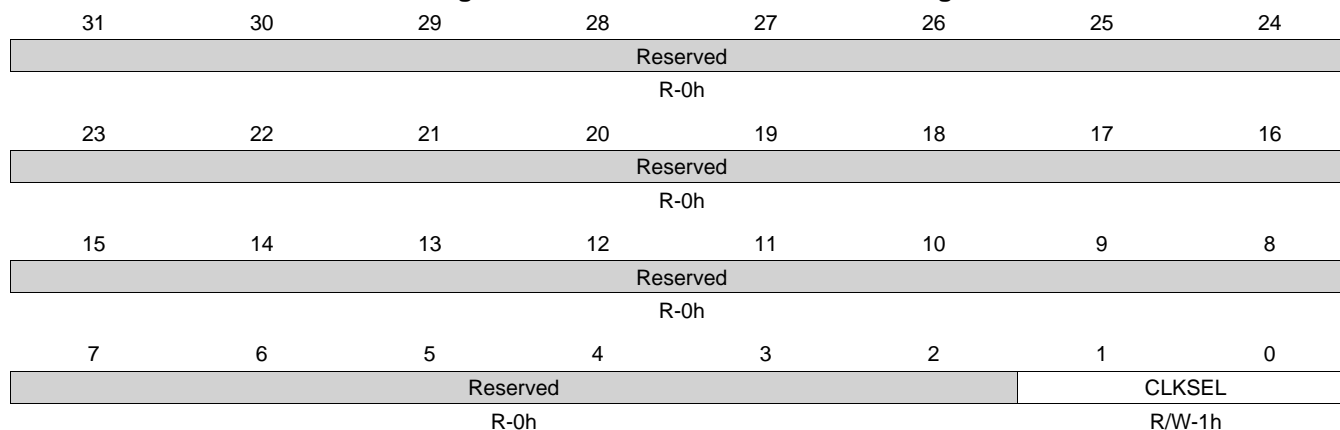 31 30 29 28 27 26 25 24
Reserved
R-0h
23 22 21 20 19 18 17 16
Reserved
R-0h
15 14 13 12 11 10 9 8
Reserved
R-0h
7 6 5 4 3 2 1 0
Reserved CLKSEL
R-0h R/W-1h